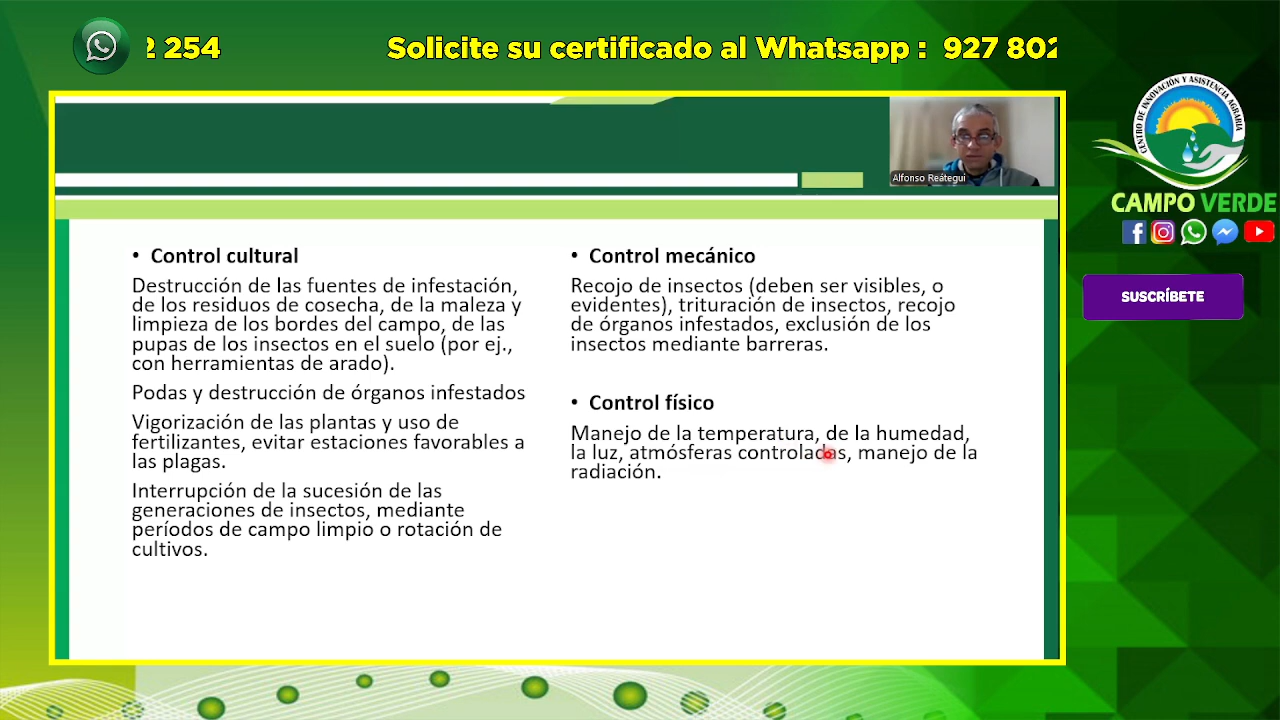 2 254
Solicite su certificado al Whatsapp : 927 802
Alfonso Reátegui
CENTRO DE INNOVACIÓN Y ASISTENCIA AGRARIA
CAMPO VERDE
SUSCRÍBETE
• Control cultural
Destrucción de las fuentes de infestación,
de los residuos de cosecha, de la maleza y
limpieza de los bordes del campo, de las
pupas de los insectos en el suelo (por ej.,
con herramientas de arado).
Podas y destrucción de órganos infestados
Vigorización de las plantas y uso de
fertilizantes, evitar estaciones favorables a
las plagas.
Interrupción de la sucesión de las
generaciones de insectos, mediante
períodos de campo limpio o rotación de
cultivos.
• Control mecánico
Recojo de insectos (deben ser visibles, o
evidentes), trituración de insectos, recojo
de órganos infestados, exclusión de los
insectos mediante barreras.
• Control físico
Manejo de la temperatura, de la humedad,
la luz, atmósferas controladas, manejo de la
radiación.